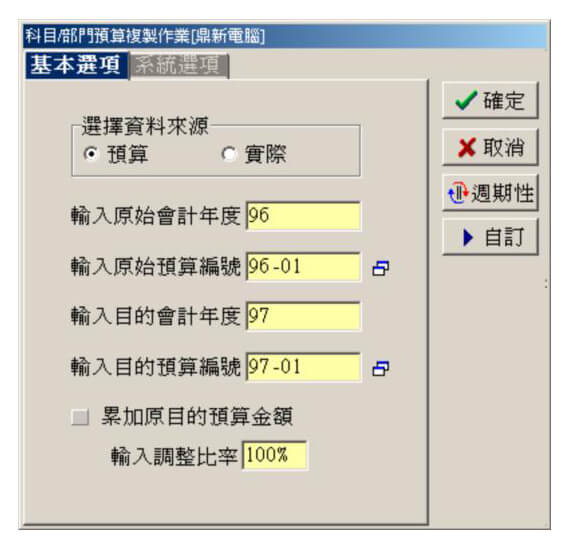 科目/部門預算複製作業[鼎新電腦]
基本選項 系統選項
確定
取消
週期性
自訂
選擇資料來源
預算 實際
輸入原始會計年度 96
輸入原始預算編號 96-01
輸入目的會計年度 97
輸入目的預算編號 97-01
累加原目的預算金額
輸入調整比率 100%